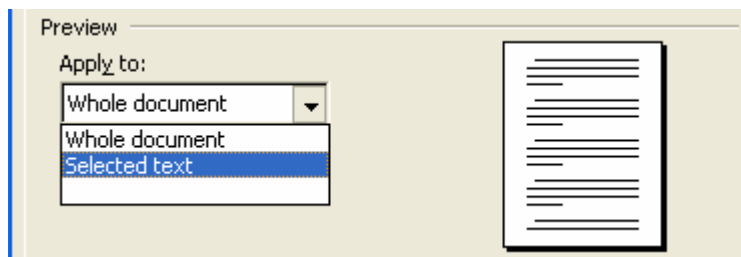 Preview
Apply to:
Whole document
Whole document
Selected text